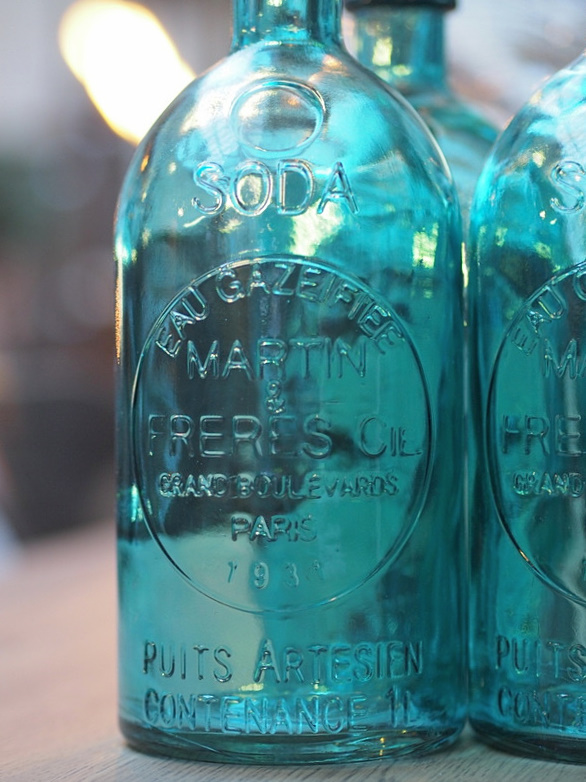 SODA
EAU GAZEIFIEE
MARTIN
&
FRERES CIE
GRAND BOULEVARDS
PARIS
PUITS ARTESIEN
CONTENANCE 1L